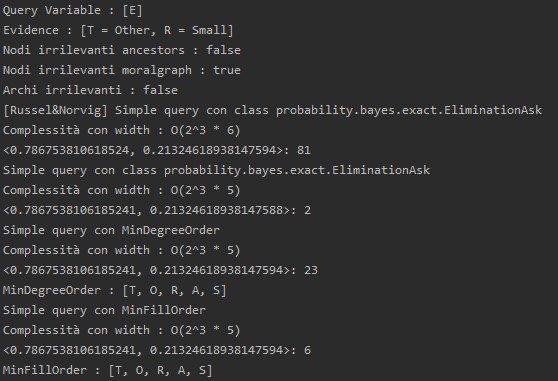 Query Variable : [E]
Evidence : [T = Other, R = Small]
Nodi irrilevanti ancestors : false
Nodi irrilevanti moralgraph : true
Archi irrilevanti : false
[Russel&Norvig] Simple query con class probability.bayes.exact.EliminationAsk
Complessità con width : O(2^3 * 6)
<0.786753810618524, 0.21324618938147594>: 81
Simple query con class probability.bayes.exact.EliminationAsk
Complessità con width : O(2^3 * 5)
<0.7867538106185241, 0.21324618938147588>: 2
Simple query con MinDegreeOrder
Complessità con width : O(2^3 * 5)
<0.7867538106185241, 0.21324618938147594>: 23
MinDegreeOrder : [T, O, R, A, S]
Simple query con MinFillOrder
Complessità con width : O(2^3 * 5)
<0.7867538106185241, 0.21324618938147594>: 6
MinFillOrder : [T, O, R, A, S]